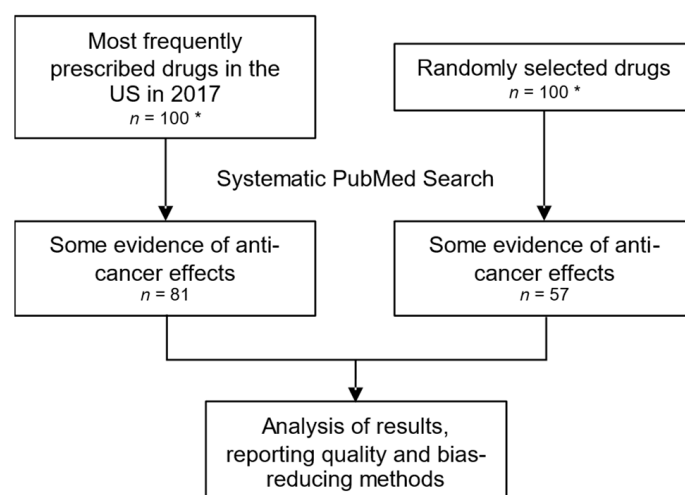 Most frequently
prescribed drugs in the
US in 2017
n = 100 *
Randomly selected drugs
n = 100 *
Systematic PubMed Search
Some evidence of anti-
cancer effects
n = 81
Some evidence of anti-
cancer effects
n = 57
Analysis of results,
reporting quality and bias-
reducing methods